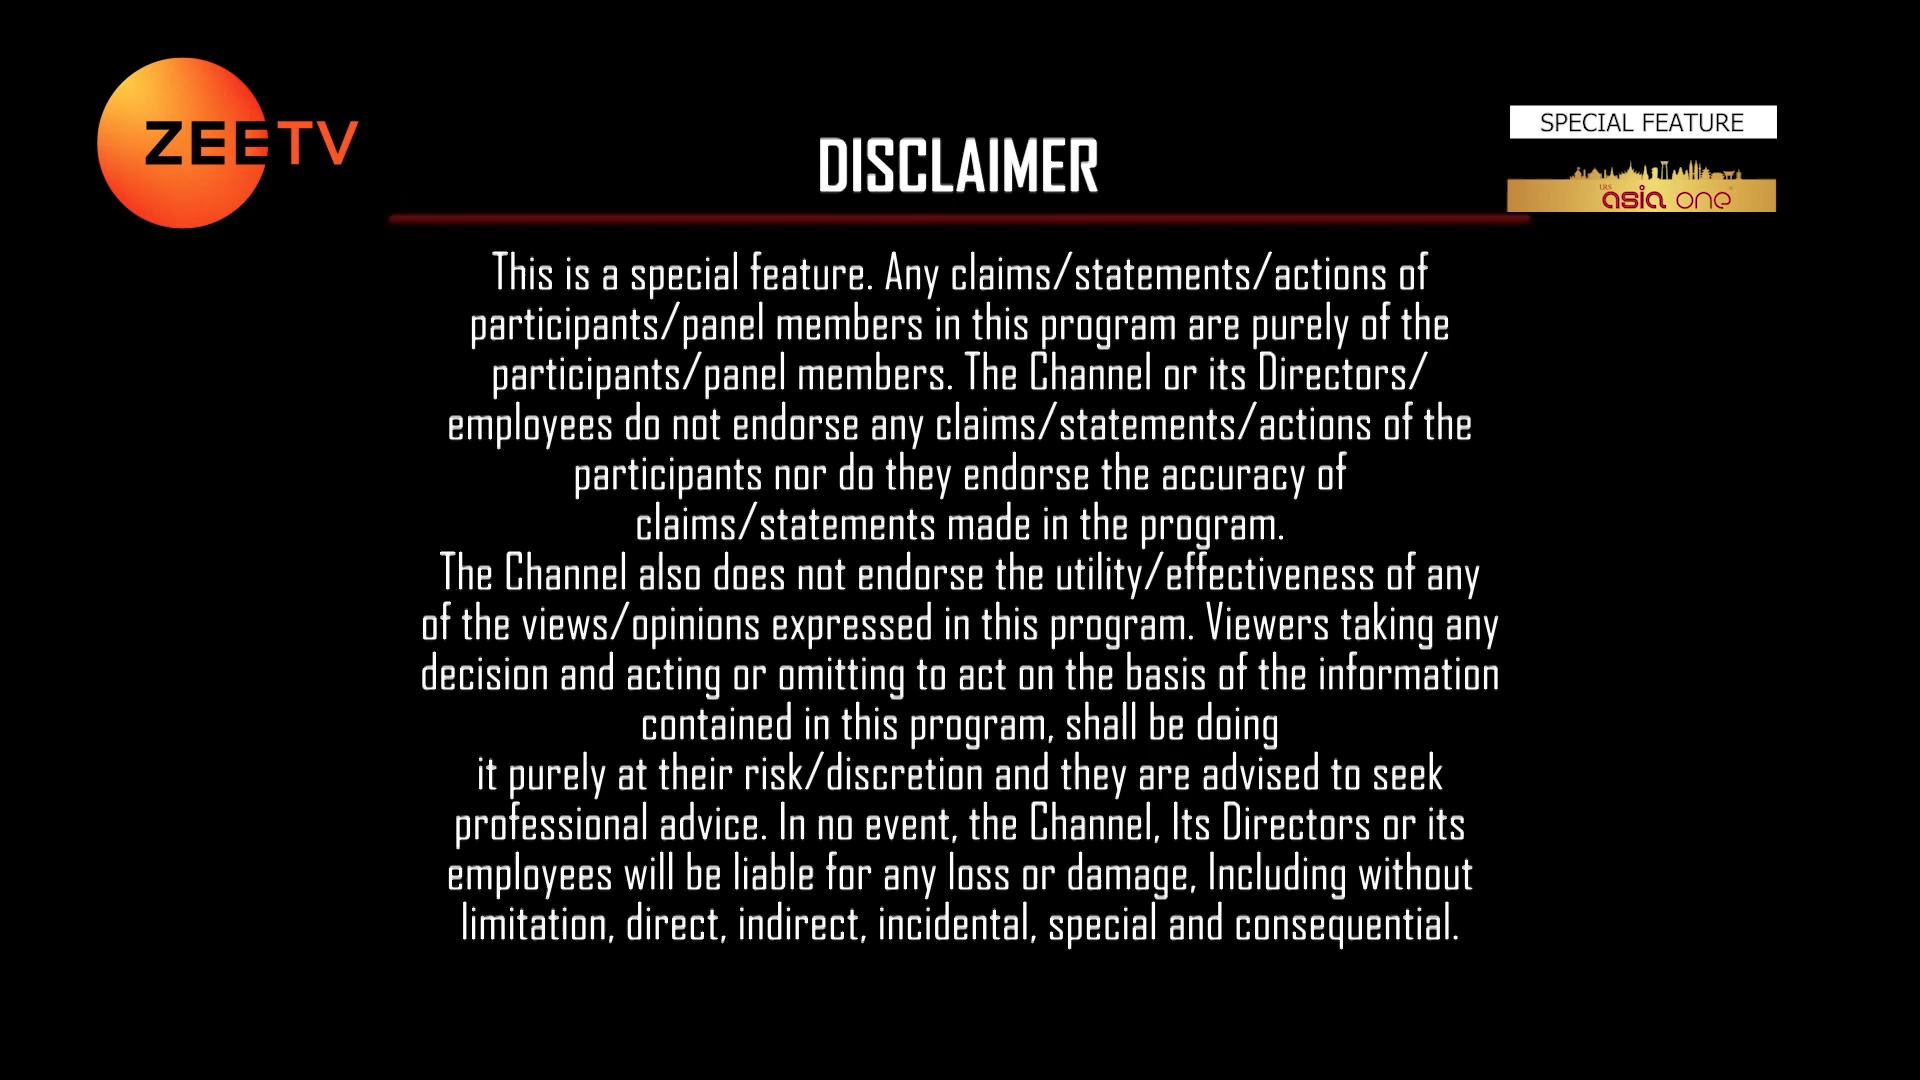 ZEETV
SPECIAL FEATURE
DISCLAIMER
URS
asia one
This is a special feature. Any claims/statements/actions of
participants/panel members in this program are purely of the
participants/panel members. The Channel or its Directors/
employees do not endorse any claims/statements/actions of the
participants nor do they endorse the accuracy of
claims/statements made in the program.
The Channel also does not endorse the utility/effectiveness of any
of the views/opinions expressed in this program. Viewers taking any
decision and acting or omitting to act on the basis of the information
contained in this program, shall be doing
it purely at their risk/discretion and they are advised to seek
professional advice. In no event, the Channel, Its Directors or its
employees will be liable for any loss or damage, Including without
limitation, direct, indirect, incidental, special and consequential.